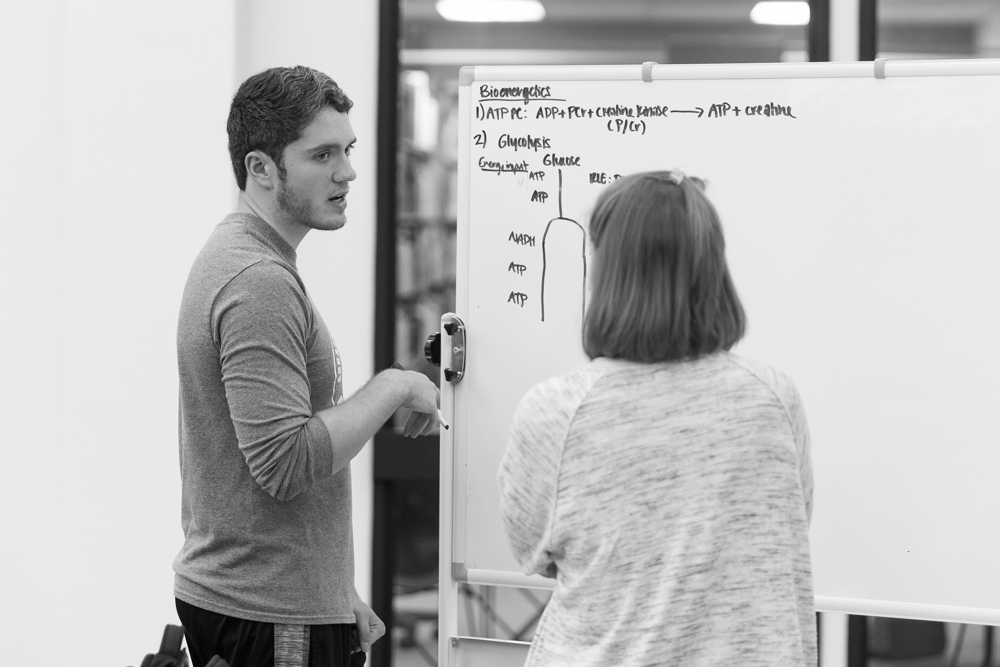 Bioenergetics
1) ATP PC: ADP + PCr + creatine kinase → ATP + creatine
(P/Cr)
2) Glycolysis
Energy input Glucose
ATP
RLE:
ATP
NADH
ATP
ATP